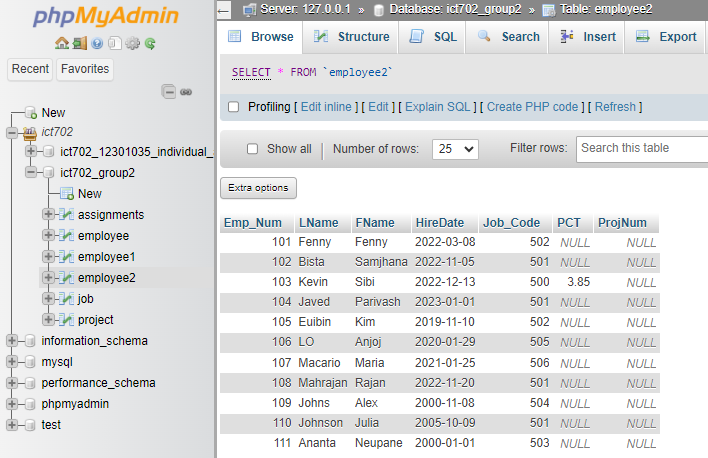 phpMyAdmin
Recent Favorites
New
ict702
ict702_12301035_individual_
ict702_group2
New
assignments
employee
employee1
employee2
job
project
information_schema
mysql
performance_schema
phpmyadmin
test
Server: 127.0.0.1 » Database: ict702_group2 » Table: employee2
Browse Structure SQL Search Insert Export
SELECT * FROM `employee2`
Profiling [ Edit inline ] [ Edit ] [ Explain SQL ] [ Create PHP code ] [ Refresh ]
Show all Number of rows: 25 Filter rows: Search this table
Extra options
Emp_Num LName FName HireDate Job_Code PCT ProjNum
101 Fenny Fenny 2022-03-08 502 NULL NULL
102 Bista Samjhana 2022-11-05 501 NULL NULL
103 Kevin Sibi 2022-12-13 500 3.85 NULL
104 Javed Parivash 2023-01-01 501 NULL NULL
105 Euibin Kim 2019-11-10 502 NULL NULL
106 LO Anjoj 2020-01-29 505 NULL NULL
107 Macario Maria 2021-01-25 506 NULL NULL
108 Mahrajan Rajan 2022-11-20 501 NULL NULL
109 Johns Alex 2000-11-08 504 NULL NULL
110 Johnson Julia 2005-10-09 501 NULL NULL
111 Ananta Neupane 2000-01-01 503 NULL NULL